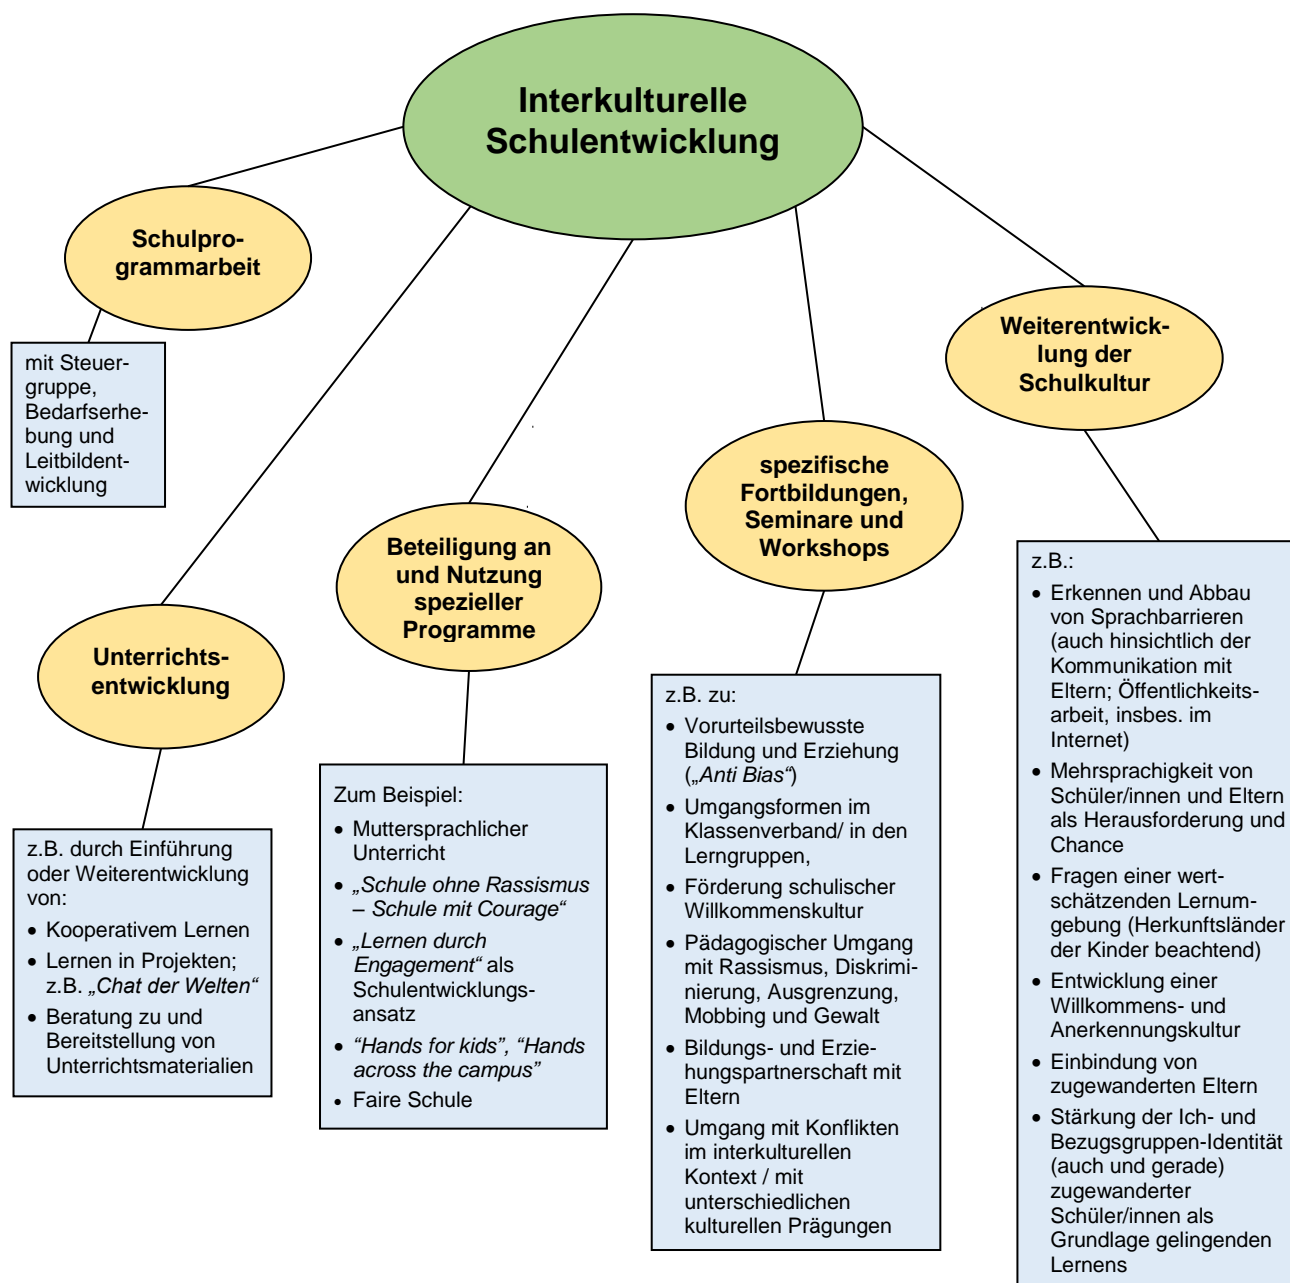 Interkulturelle
Schulentwicklung
Schulpro-
grammarbeit
mit Steuer-
gruppe,
Bedarfserhe-
bung und
Leitbildent-
wicklung
Unterrichts-
entwicklung
z.B. durch Einführung
oder Weiterentwicklung
von:
• Kooperativem Lernen
• Lernen in Projekten;
z.B. „Chat der Welten“
• Beratung zu und
Bereitstellung von
Unterrichtsmaterialien
Beteiligung an
und Nutzung
spezieller
Programme
Zum Beispiel:
• Muttersprachlicher
Unterricht
• „Schule ohne Rassismus
– Schule mit Courage“
• „Lernen durch
Engagement“ als
Schulentwicklungs-
ansatz
• “Hands for kids”, “Hands
across the campus”
• Faire Schule
spezifische
Fortbildungen,
Seminare und
Workshops
z.B. zu:
• Vorurteilsbewusste
Bildung und Erziehung
(„Anti Bias“)
• Umgangsformen im
Klassenverband/ in den
Lerngruppen,
• Förderung schulischer
Willkommenskultur
• Pädagogischer Umgang
mit Rassismus, Diskrimi-
nierung, Ausgrenzung,
Mobbing und Gewalt
• Bildungs- und Erzie-
hungspartnerschaft mit
Eltern
• Umgang mit Konflikten
im interkulturellen
Kontext / mit
unterschiedlichen
kulturellen Prägungen
Weiterentwick-
lung der
Schulkultur
z.B.:
• Erkennen und Abbau
von Sprachbarrieren
(auch hinsichtlich der
Kommunikation mit
Eltern; Öffentlichkeits-
arbeit, insbes. im
Internet)
• Mehrsprachigkeit von
Schüler/innen und Eltern
als Herausforderung und
Chance
• Fragen einer wert-
schätzenden Lernum-
gebung (Herkunftsländer
der Kinder beachtend)
• Entwicklung einer
Willkommens- und
Anerkennungskultur
• Einbindung von
zugewanderten Eltern
• Stärkung der Ich- und
Bezugsgruppen-Identität
(auch und gerade)
zugewanderter
Schüler/innen als
Grundlage gelingenden
Lernens